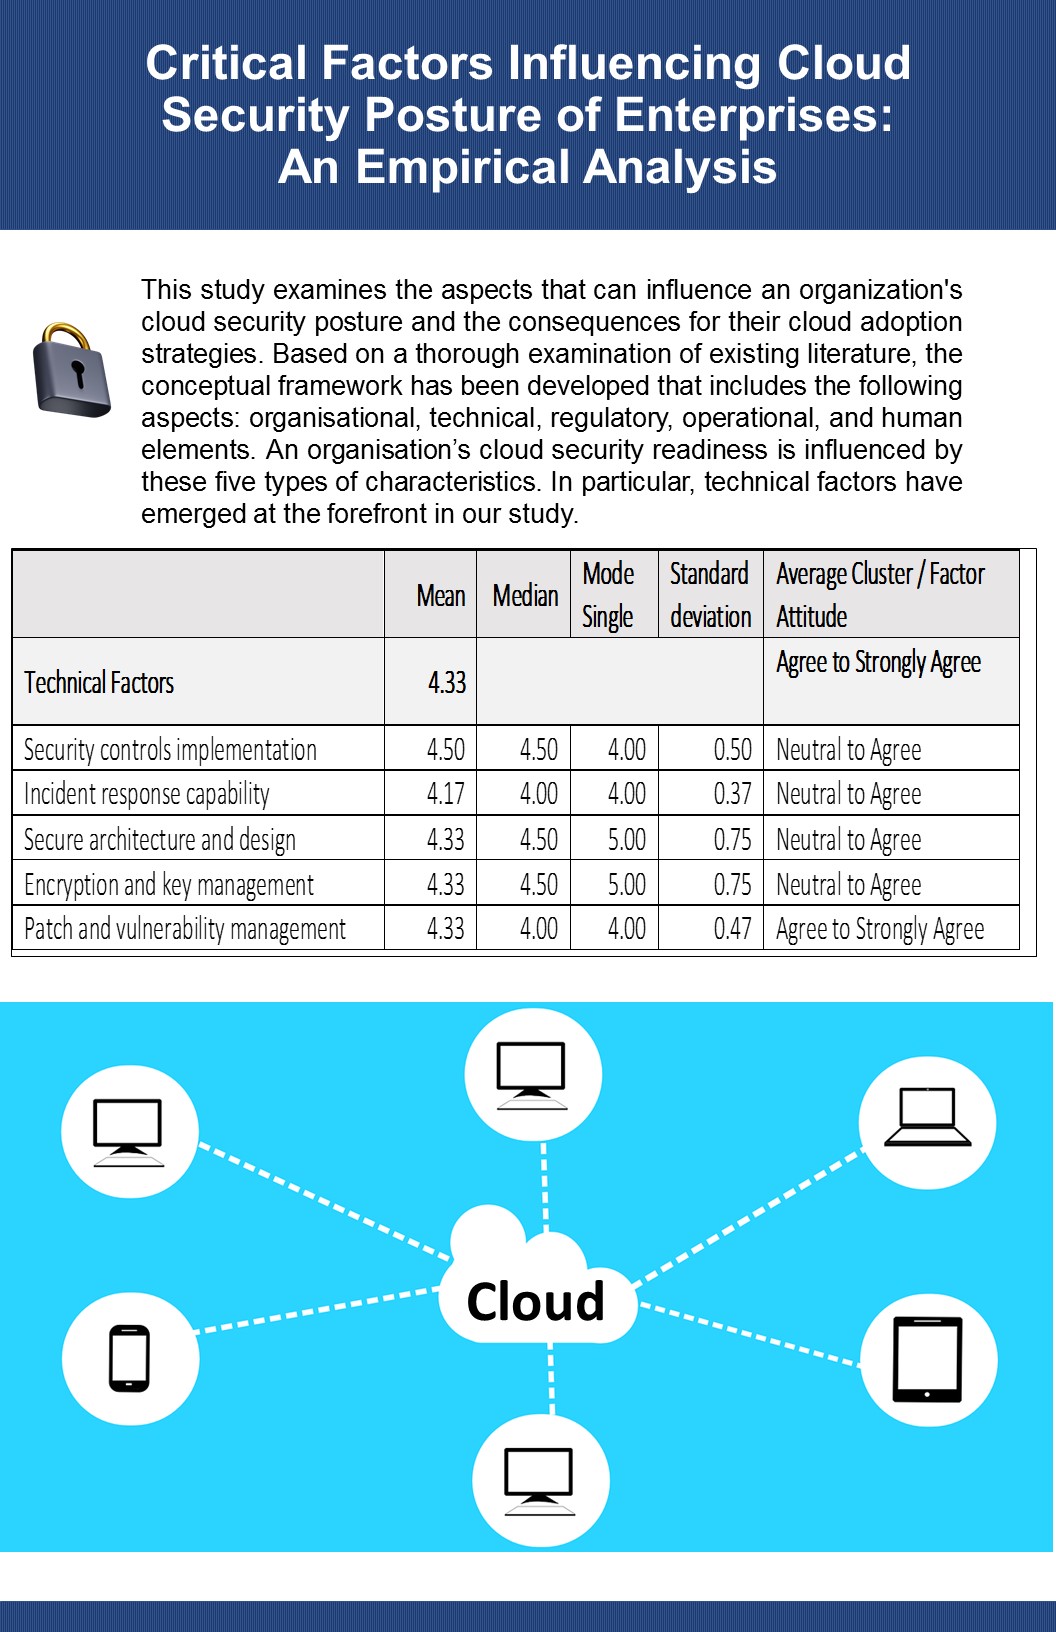 Critical Factors Influencing Cloud
Security Posture of Enterprises:
An Empirical Analysis
This study examines the aspects that can influence an organization's
cloud security posture and the consequences for their cloud adoption
strategies. Based on a thorough examination of existing literature, the
conceptual framework has been developed that includes the following
aspects: organisational, technical, regulatory, operational, and human
elements. An organisation’s cloud security readiness is influenced by
these five types of characteristics. In particular, technical factors have
emerged at the forefront in our study.
Mean Median Mode Single Standard deviation Average Cluster / Factor Attitude
Technical Factors 4.33 Agree to Strongly Agree
Security controls implementation 4.50 4.50 4.00 0.50 Neutral to Agree
Incident response capability 4.17 4.00 4.00 0.37 Neutral to Agree
Secure architecture and design 4.33 4.50 5.00 0.75 Neutral to Agree
Encryption and key management 4.33 4.50 5.00 0.75 Neutral to Agree
Patch and vulnerability management 4.33 4.00 4.00 0.47 Agree to Strongly Agree
Cloud